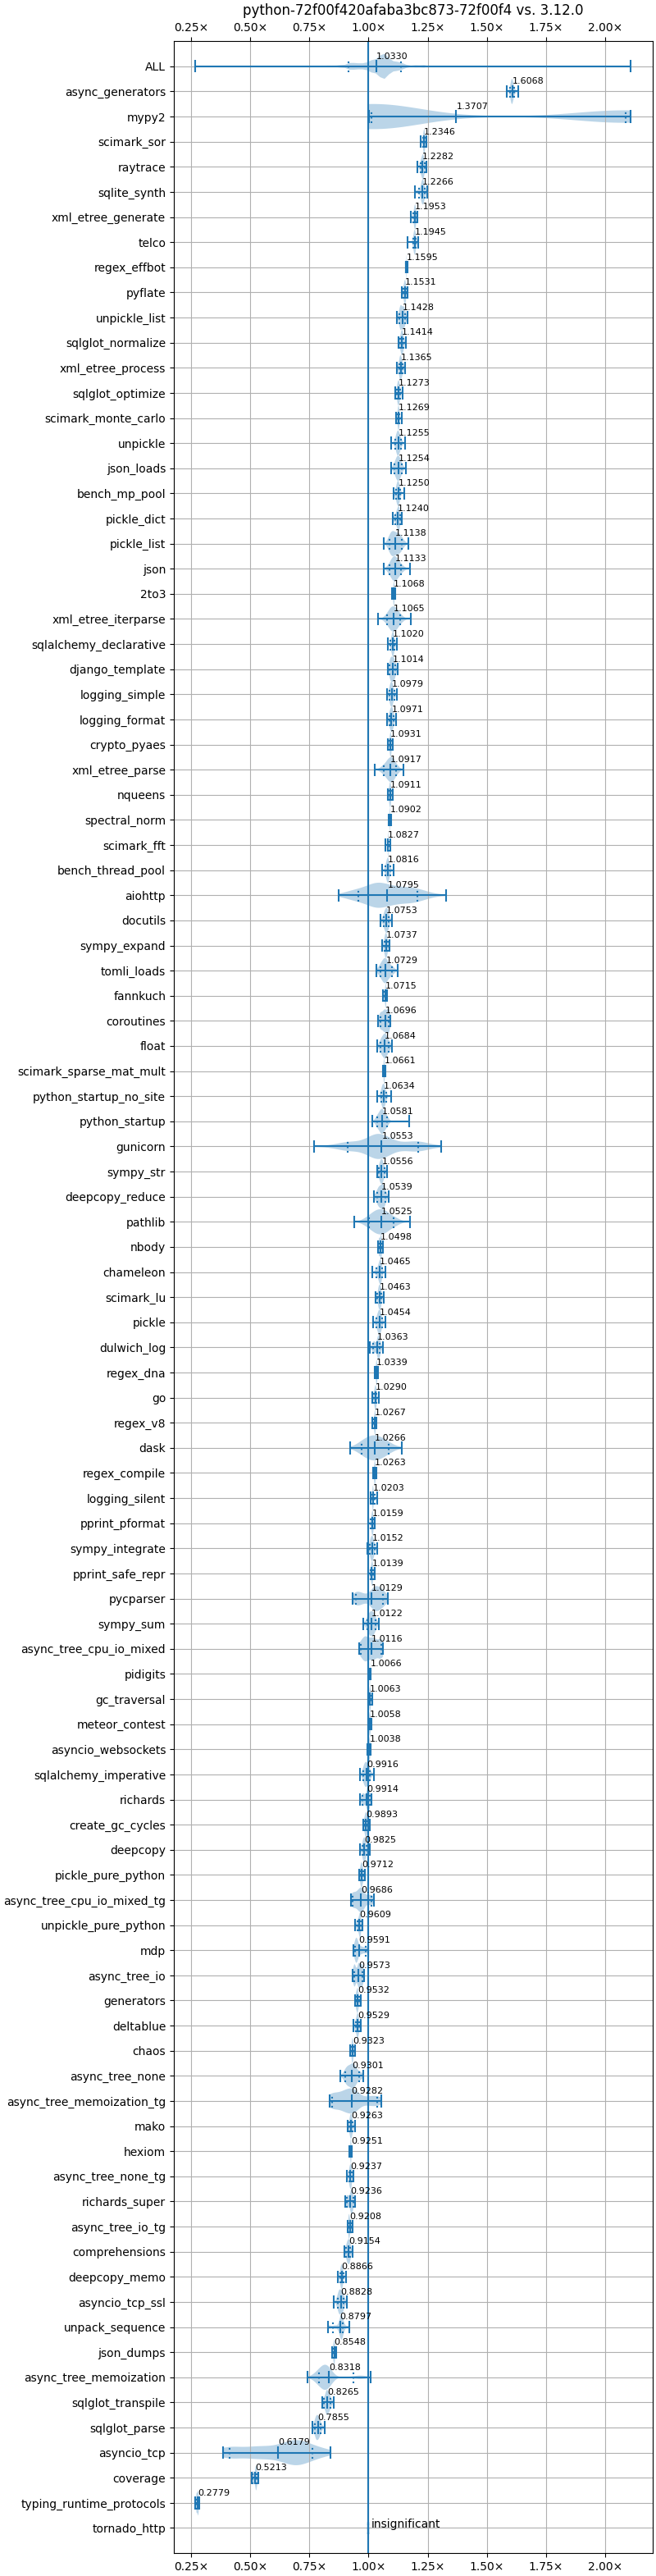 python-72f00f420afaba3bc873-72f00f4 vs. 3.12.0
0.25× 0.50× 0.75× 1.00× 1.25× 1.50× 1.75× 2.00×
ALL 1.0330
async_generators 1.6068
mypy2 1.3707
scimark_sor 1.2346
raytrace 1.2282
sqlite_synth 1.2266
xml_etree_generate 1.1953
telco 1.1945
regex_effbot 1.1595
pyflate 1.1531
unpickle_list 1.1428
sqlglot_normalize 1.1414
xml_etree_process 1.1365
sqlglot_optimize 1.1273
scimark_monte_carlo 1.1269
unpickle 1.1255
json_loads 1.1254
bench_mp_pool 1.1250
pickle_dict 1.1240
pickle_list 1.1138
json 1.1133
2to3 1.1068
xml_etree_iterparse 1.1065
sqlalchemy_declarative 1.1020
django_template 1.1014
logging_simple 1.0979
logging_format 1.0971
crypto_pyaes 1.0931
xml_etree_parse 1.0917
nqueens 1.0911
spectral_norm 1.0902
scimark_fft 1.0827
bench_thread_pool 1.0816
aiohttp 1.0795
docutils 1.0753
sympy_expand 1.0737
tomli_loads 1.0729
fannkuch 1.0715
coroutines 1.0696
float 1.0684
scimark_sparse_mat_mult 1.0661
python_startup_no_site 1.0634
python_startup 1.0581
gunicorn 1.0553
sympy_str 1.0556
deepcopy_reduce 1.0539
pathlib 1.0525
nbody 1.0498
chameleon 1.0465
scimark_lu 1.0463
pickle 1.0454
dulwich_log 1.0363
regex_dna 1.0339
go 1.0290
regex_v8 1.0267
dask 1.0266
regex_compile 1.0263
logging_silent 1.0203
pprint_pformat 1.0159
sympy_integrate 1.0152
pprint_safe_repr 1.0139
pycparser 1.0129
sympy_sum 1.0122
async_tree_cpu_io_mixed 1.0116
pidigits 1.0066
gc_traversal 1.0063
meteor_contest 1.0058
asyncio_websockets 1.0038
sqlalchemy_imperative 0.9916
richards 0.9914
create_gc_cycles 0.9893
deepcopy 0.9825
pickle_pure_python 0.9712
async_tree_cpu_io_mixed_tg 0.9686
unpickle_pure_python 0.9609
mdp 0.9591
async_tree_io 0.9573
generators 0.9532
deltablue 0.9529
chaos 0.9323
async_tree_none 0.9301
async_tree_memoization_tg 0.9282
mako 0.9263
hexiom 0.9251
async_tree_none_tg 0.9237
richards_super 0.9236
async_tree_io_tg 0.9208
comprehensions 0.9154
deepcopy_memo 0.8866
asyncio_tcp_ssl 0.8828
unpack_sequence 0.8797
json_dumps 0.8548
async_tree_memoization 0.8318
sqlglot_transpile 0.8265
sqlglot_parse 0.7855
asyncio_tcp 0.6179
coverage 0.5213
typing_runtime_protocols 0.2779
tornado_http insignificant
0.25× 0.50× 0.75× 1.00× 1.25× 1.50× 1.75× 2.00×